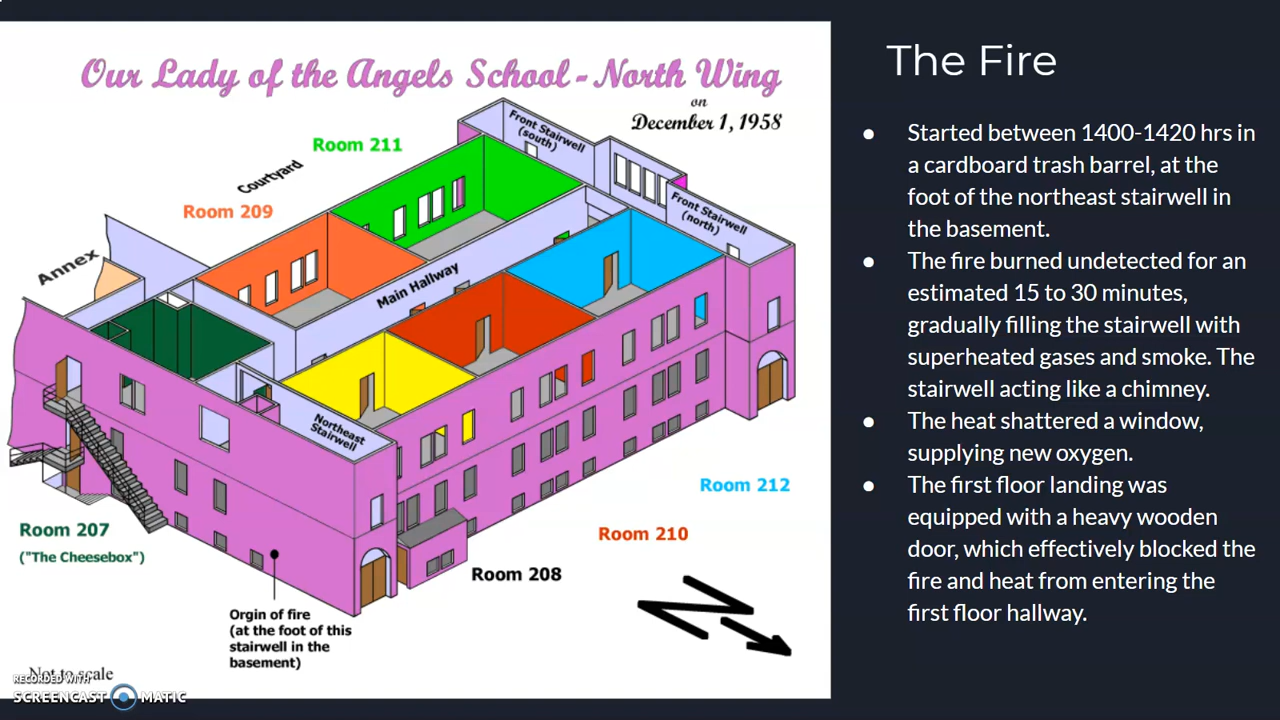 Our Lady of the Angels School - North Wing
on
December 1, 1958
Front Stairwell
(south)
Room 211
Courtyard
Room 209
Front Stairwell
(north)
Annex
Main Hallway
Northeast
Stairwell
Room 212
Room 207
("The Cheesebox")
Room 210
Room 208
Orgin of fire
(at the foot of this
stairwell in the
basement)
Not to scale
RECORDED WITH
SCREENCAST MATIC
The Fire
● Started between 1400-1420 hrs in
a cardboard trash barrel, at the
foot of the northeast stairwell in
the basement.
● The fire burned undetected for an
estimated 15 to 30 minutes,
gradually filling the stairwell with
superheated gases and smoke. The
stairwell acting like a chimney.
● The heat shattered a window,
supplying new oxygen.
● The first floor landing was
equipped with a heavy wooden
door, which effectively blocked the
fire and heat from entering the
first floor hallway.